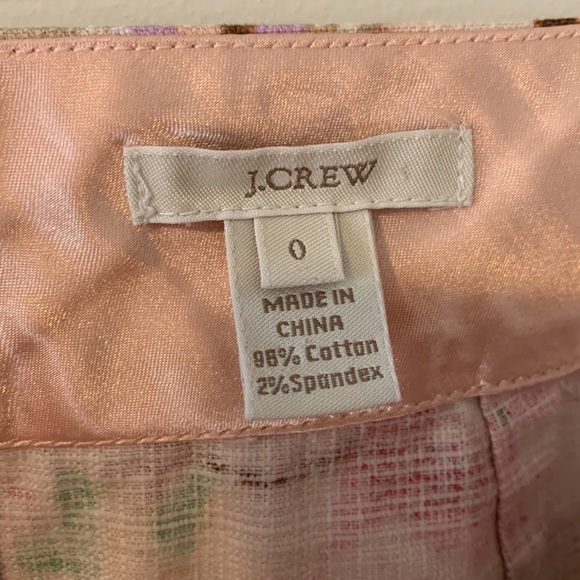 J.CREW
0
MADE IN
CHINA
98% Cotton
2%Spandex